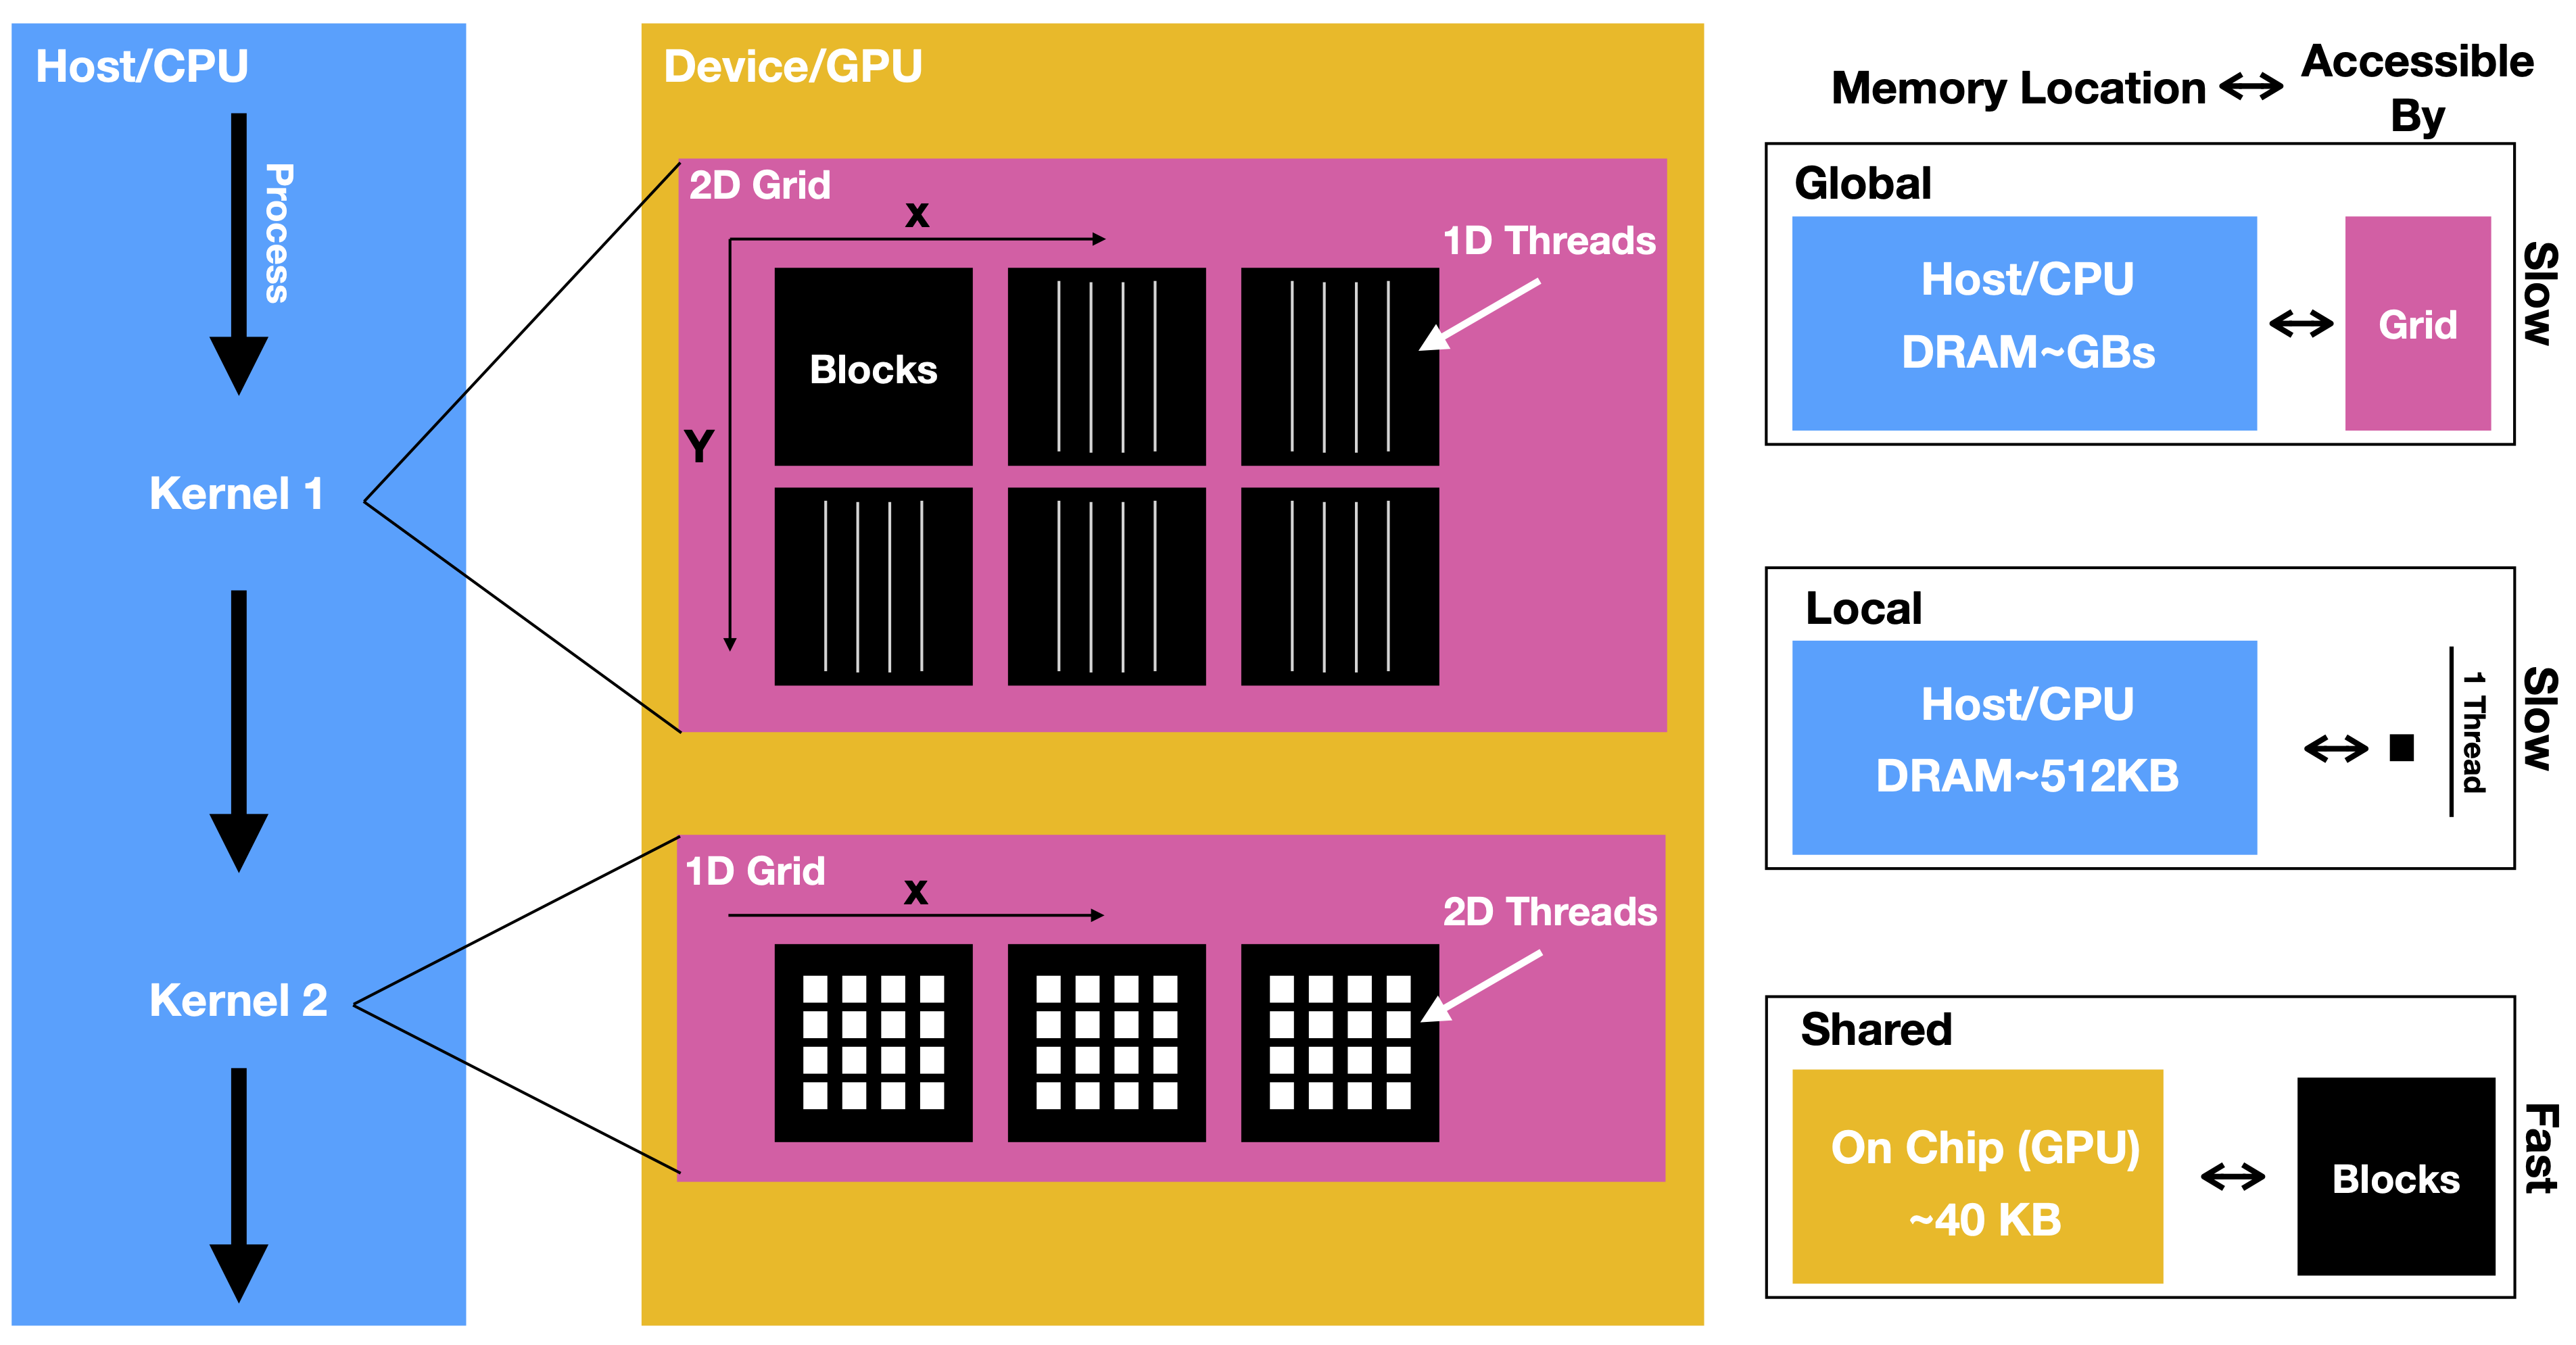 Host/CPU
Process
Kernel 1
Kernel 2
Device/GPU
2D Grid
X
Y
1D Threads
Blocks
1D Grid
X
2D Threads
Memory Location
Accessible
By
Global
Host/CPU
DRAM~GBs
Grid
Slow
Local
Host/CPU
DRAM~512KB
1 Thread
Slow
Shared
On Chip (GPU)
~40 KB
Blocks
Fast